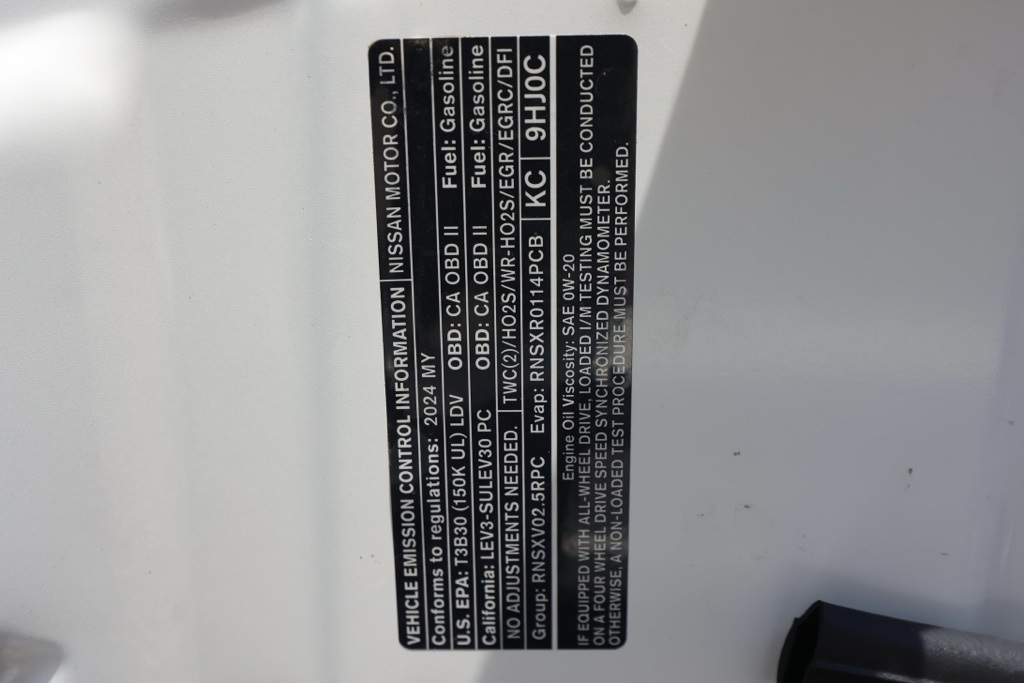 VEHICLE EMISSION CONTROL INFORMATION NISSAN MOTOR CO., LTD.
Conforms to regulations: 2024 MY
U.S. EPA: T3B30 (150K UL) LDV OBD: CA OBD II Fuel: Gasoline
California: LEV3-SULEV30 PC OBD: CA OBD II Fuel: Gasoline
NO ADJUSTMENTS NEEDED. TWC(2)/HO2S/WR-HO2S/EGR/EGRC/DFI
Group: RNSXV02.5RPC Evap: RNSXR0114PCB KC 9HJ0C
Engine Oil Viscosity: SAE 0W-20
IF EQUIPPED WITH ALL-WHEEL DRIVE, LOADED I/M TESTING MUST BE CONDUCTED
ON A FOUR WHEEL DRIVE SPEED SYNCHRONIZED DYNAMOMETER.
OTHERWISE, A NON-LOADED TEST PROCEDURE MUST BE PERFORMED.